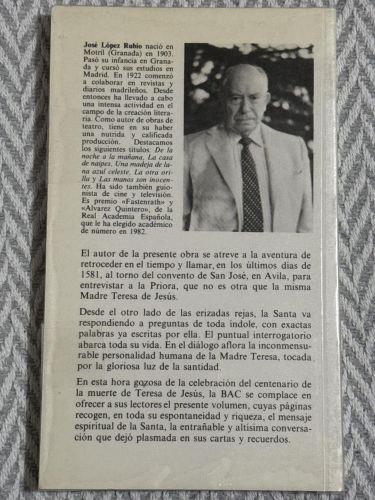 José López Rubio nació en
Motril (Granada) en 1903.
Pasó su infancia en Grana-
da y cursó sus estudios en
Madrid. En 1922 comenzó
a colaborar en revistas y
diarios madrileños. Desde
entonces ha llevado a cabo
una intensa actividad en el
campo de la creación litera-
ria. Como autor de obras de
teatro, tiene en su haber
una nutrida y calificada
producción. Destacamos
los siguientes títulos: De la
noche a la mañana, La casa
de naipes, Una madeja de la-
na azul celeste, La otra ori-
lla y Las manos son inocen-
tes. Ha sido también guio-
nista de cine y televisión.
Es premio «Fastenrath» y
«Alvarez Quintero», de la
Real Academia Española,
que le ha elegido académico
de número en 1982.
El autor de la presente obra se atreve a la aventura de
retroceder en el tiempo y llamar, en los últimos días de
1581, al torno del convento de San José, en Avila, para
entrevistar a la Priora, que no es otra que la misma
Madre Teresa de Jesús.
Desde el otro lado de las erizadas rejas, la Santa va
respondiendo a preguntas de toda índole, con exactas
palabras ya escritas por ella. El puntual interrogatorio
abarca toda su vida. En el diálogo aflora la inconmensu-
rable personalidad humana de la Madre Teresa, tocada
por la gloriosa luz de la santidad.
En esta hora gozosa de la celebración del centenario de
la muerte de Teresa de Jesús, la BAC se complace en
ofrecer a sus lectores el presente volumen, cuyas páginas
recogen, en toda su espontaneidad y riqueza, el mensaje
espiritual de la Santa, la entrañable y altísima conversa-
ción que dejó plasmada en sus cartas y recuerdos.